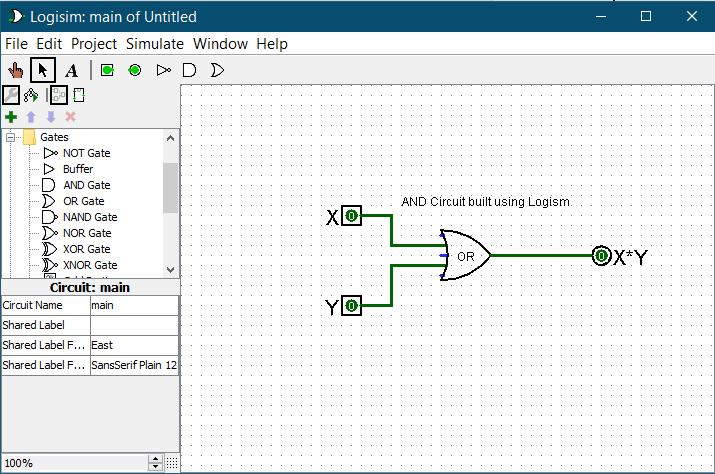 Logisim: main of Untitled
File Edit Project Simulate Window Help
A
Gates
NOT Gate
Buffer
AND Gate
OR Gate
NAND Gate
NOR Gate
XOR Gate
XNOR Gate
Circuit: main
Circuit Name main
Shared Label
Shared Label F... East
Shared Label F... SansSerif Plain 12
100%
AND Circuit built using Logism
X 0
OR
0 X*Y
Y 0